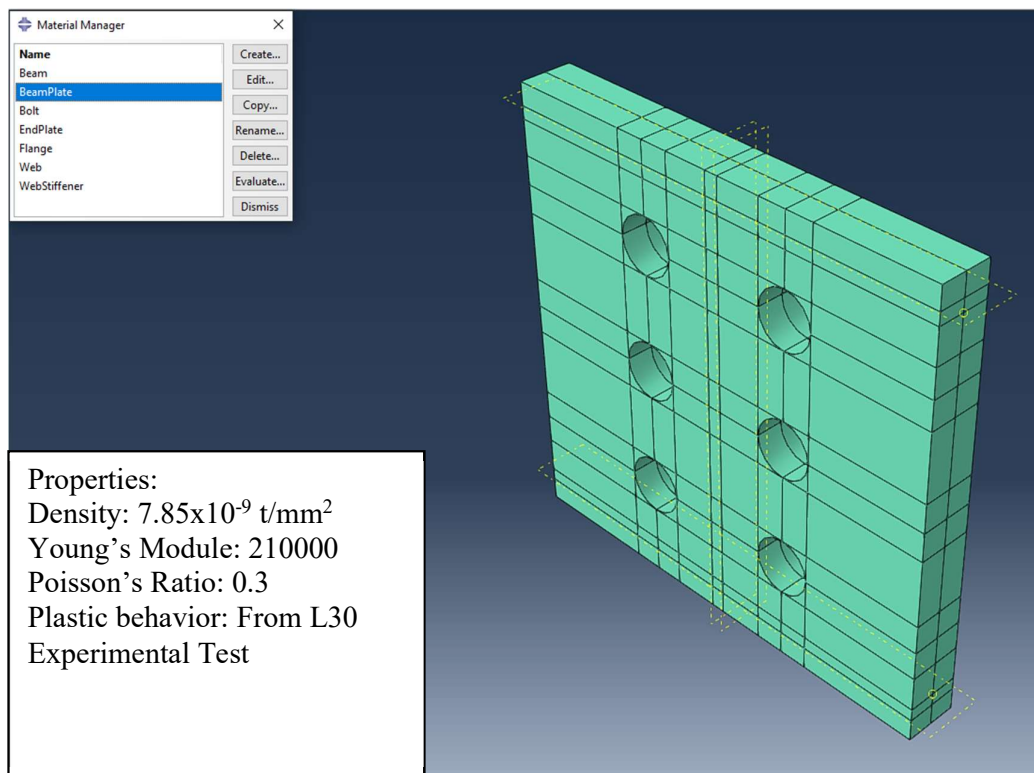 Material Manager
Name
Beam
BeamPlate
Bolt
EndPlate
Flange
Web
WebStiffener
Create...
Edit...
Copy...
Rename...
Delete...
Evaluate...
Dismiss
Properties:
Density: 7.85x10⁻⁹ t/mm²
Young’s Module: 210000
Poisson’s Ratio: 0.3
Plastic behavior: From L30
Experimental Test